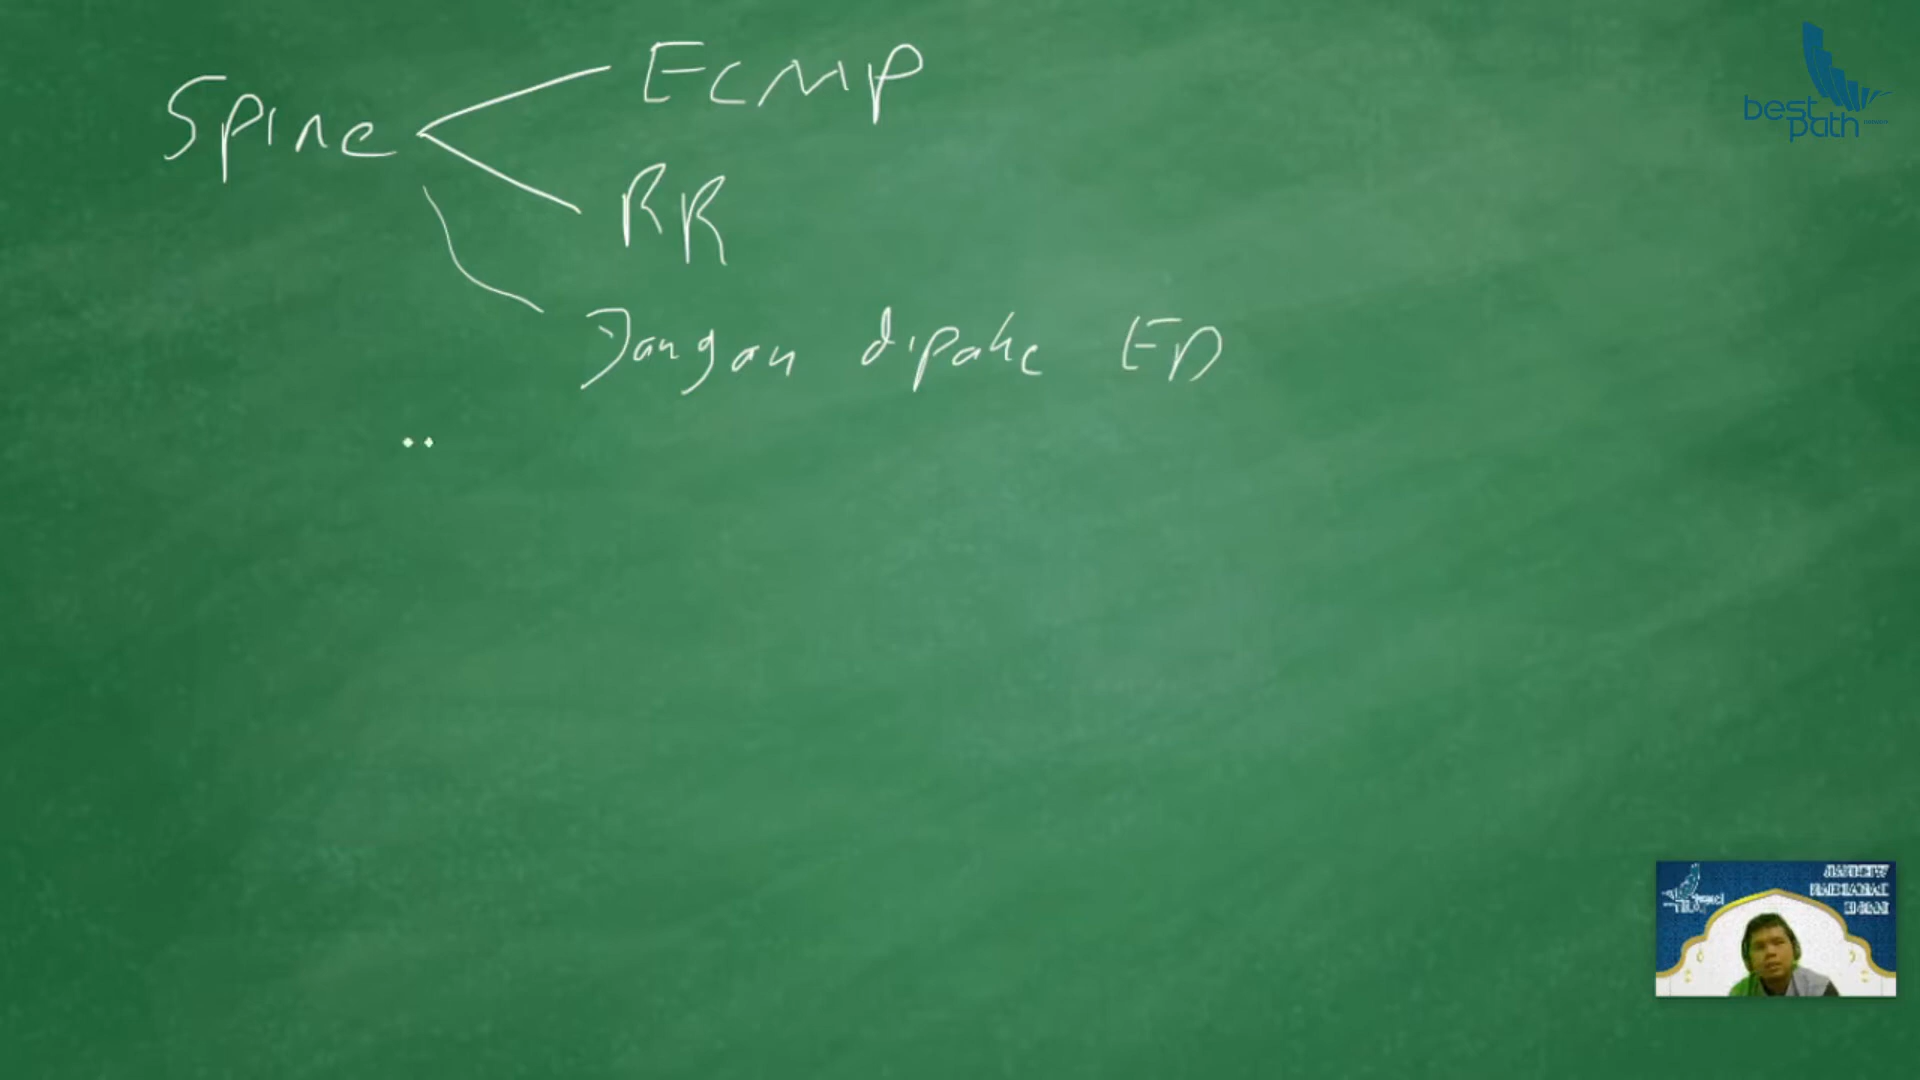 Spine
ECMP
RR
Jangan dipake ED
best
path